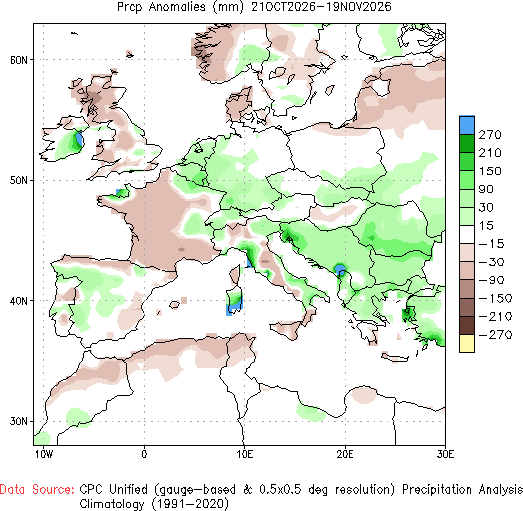 Prcp Anomalies (mm) 21OCT2026-19NOV2026
60N
50N
40N
30N
10W 0 10E 20E 30E
270
210
150
90
30
15
-15
-30
-90
-150
-210
-270
Data Source: CPC Unified (gauge-based & 0.5x0.5 deg resolution) Precipitation Analysis
Climatology (1991-2020)